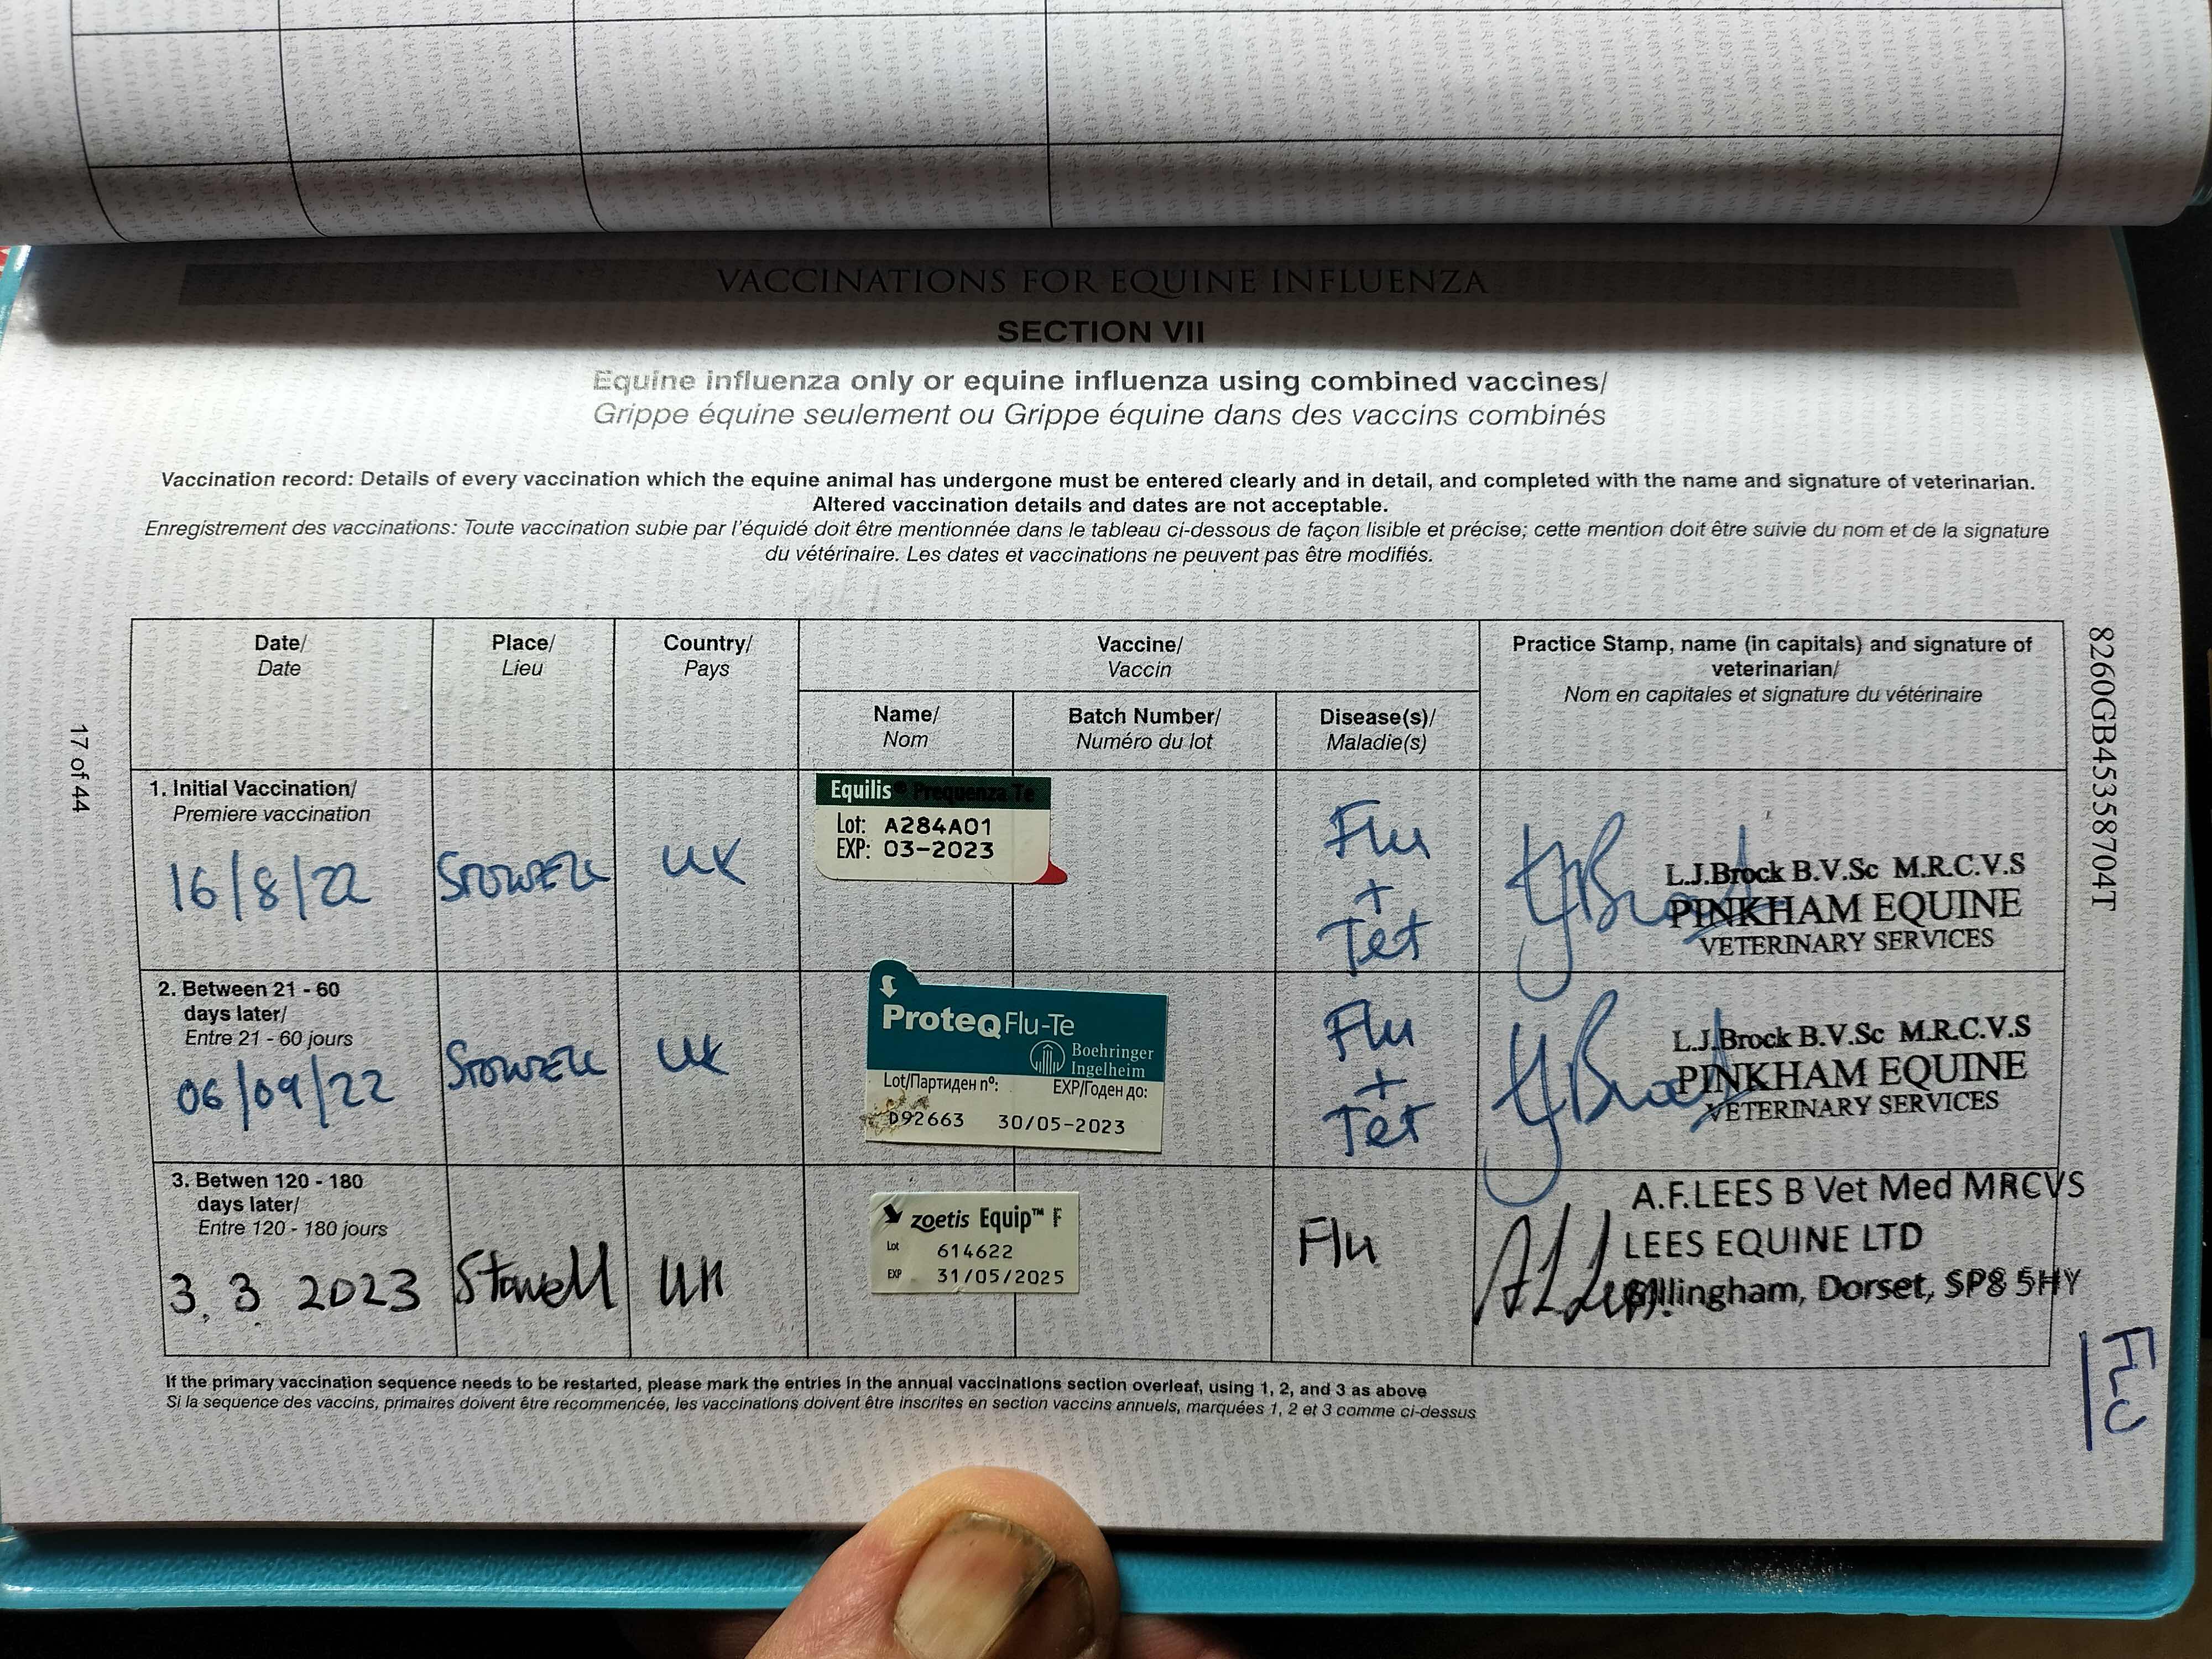 VACCINATIONS FOR EQUINE INFLUENZA
SECTION VII
Equine influenza only or equine influenza using combined vaccines/
Grippe équine seulement ou Grippe équine dans des vaccins combinés
Vaccination record: Details of every vaccination which the equine animal has undergone must be entered clearly and in detail, and completed with the name and signature of veterinarian.
Altered vaccination details and dates are not acceptable.
Enregistrement des vaccinations: Toute vaccination subie par l'équidé doit être mentionnée dans le tableau ci-dessous de façon lisible et précise; cette mention doit être suivie du nom et de la signature
du vétérinaire. Les dates et vaccinations ne peuvent pas être modifiés.
Date/
Date
Place/
Lieu
Country/
Pays
Vaccine/
Vaccin
Name/
Nom
Batch Number/
Numéro du lot
Disease(s)/
Maladie(s)
Practice Stamp, name (in capitals) and signature of
veterinarian/
Nom en capitales et signature du vétérinaire
1. Initial Vaccination/
Premiere vaccination
16/8/22
STOWELL
UK
Equilis® Prequenza Te
Lot: A284A01
EXP: 03-2023
Flu
+
Tet
L.J.Brock B.V.Sc M.R.C.V.S
PINKHAM EQUINE
VETERINARY SERVICES
2. Between 21 - 60
days later/
Entre 21 - 60 jours
06/09/22
STOWELL
UK
ProteqFlu-Te
Boehringer
Ingelheim
Lot/Партиден nº: EXP/Годен до:
D92663 30/05-2023
Flu
+
Tet
L.J.Brock B.V.Sc M.R.C.V.S
PINKHAM EQUINE
VETERINARY SERVICES
3. Betwen 120 - 180
days later/
Entre 120 - 180 jours
3. 3 2023
Stowell
UK
zoetis Equip™ F
Lot 614622
EXP 31/05/2025
Flu
A.F.LEES B Vet Med MRCVS
LEES EQUINE LTD
Gillingham, Dorset, SP8 5HY
If the primary vaccination sequence needs to be restarted, please mark the entries in the annual vaccinations section overleaf, using 1, 2, and 3 as above
Si la sequence des vaccins, primaires doivent être recommencée, les vaccinations doivent être inscrites en section vaccins annuels, marquées 1, 2 et 3 comme ci-dessus
17 of 44
8260GB45358704T
FLU